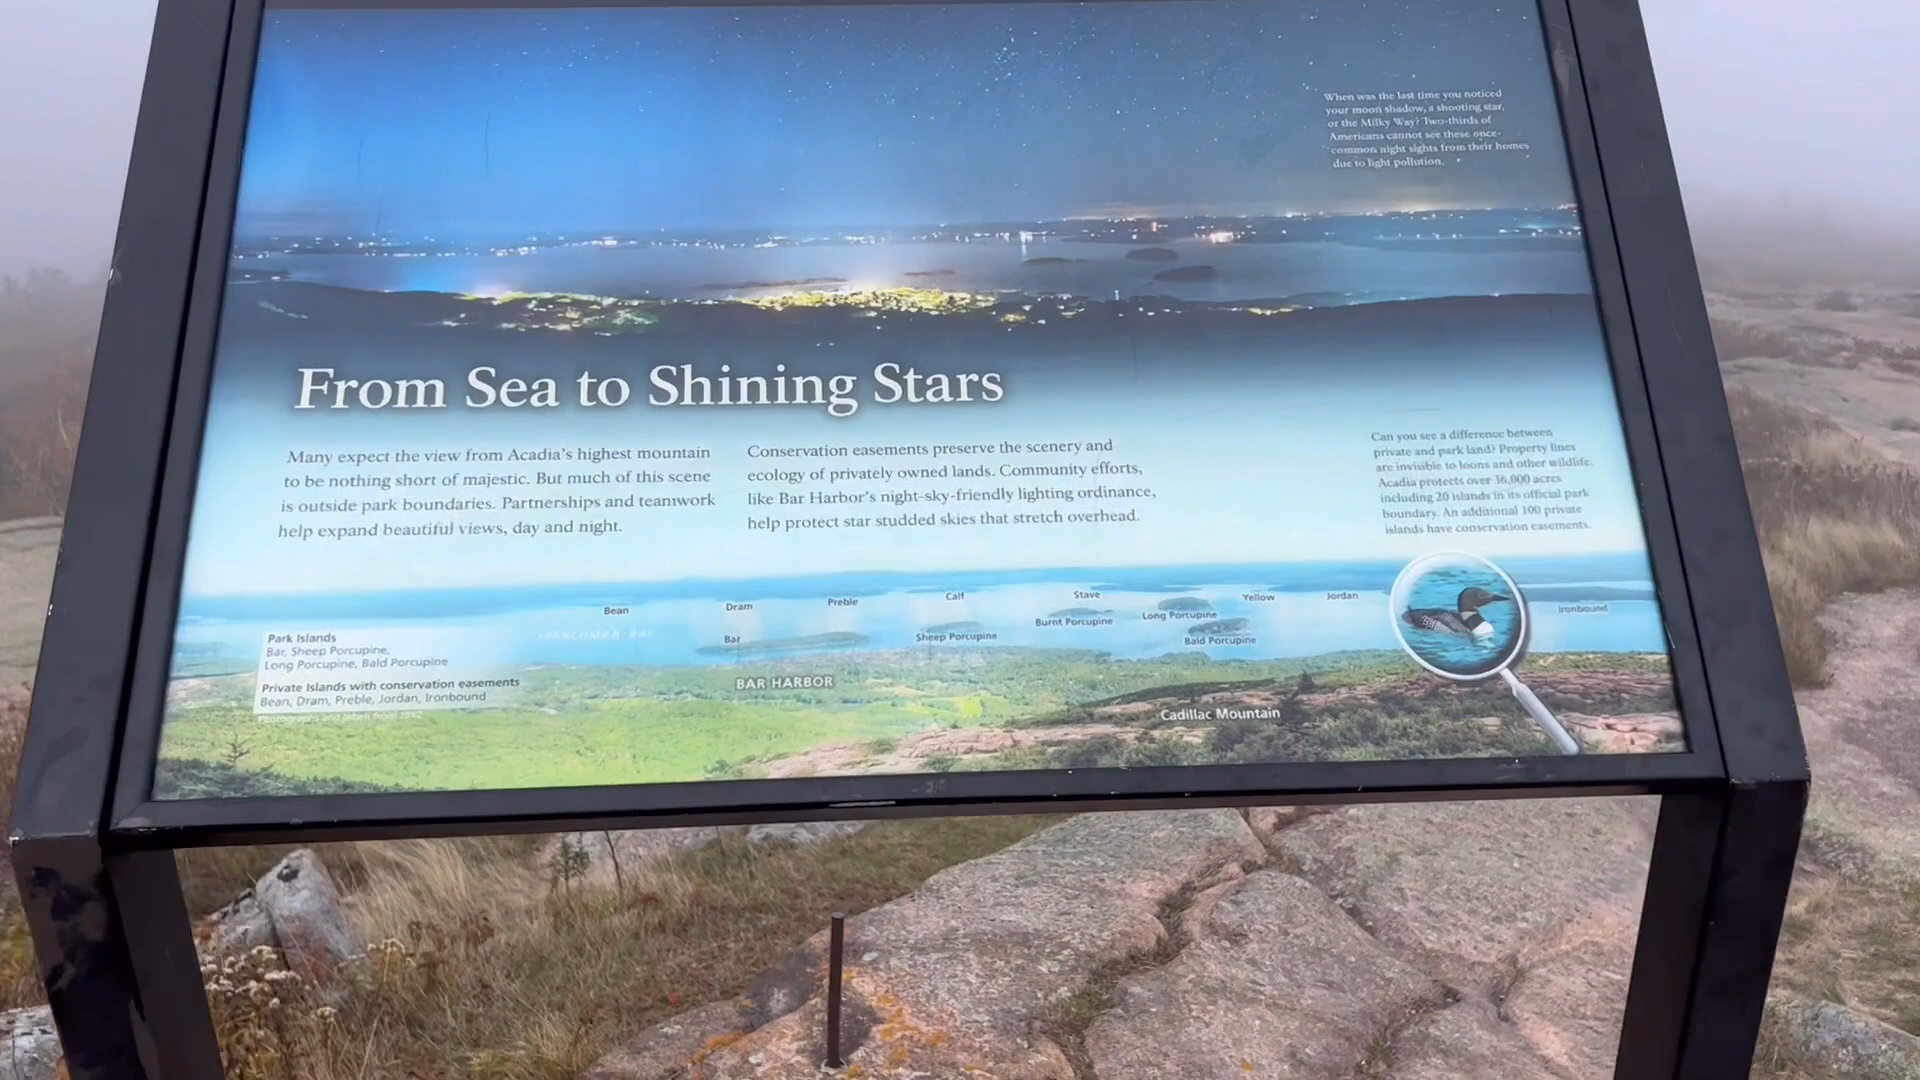 When was the last time you noticed
your moon shadow, a shooting star,
or the Milky Way? Two-thirds of
Americans cannot see these once-
common night sights from their homes
due to light pollution.
From Sea to Shining Stars
Many expect the view from Acadia's highest mountain
to be nothing short of majestic. But much of this scene
is outside park boundaries. Partnerships and teamwork
help expand beautiful views, day and night.
Conservation easements preserve the scenery and
ecology of privately owned lands. Community efforts,
like Bar Harbor's night-sky-friendly lighting ordinance,
help protect star studded skies that stretch overhead.
Can you see a difference between
private and park land? Property lines
are invisible to loons and other wildlife.
Acadia protects over 36,000 acres
including 20 islands in its official park
boundary. An additional 100 private
islands have conservation easements.
Bean
Dram
Preble
Calf
Stave
Yellow
Jordan
Ironbound
Long Porcupine
Burnt Porcupine
FRENCHMAN BAY
Bar
Sheep Porcupine
Bald Porcupine
Park Islands
Bar, Sheep Porcupine,
Long Porcupine, Bald Porcupine
Private Islands with conservation easements
Bean, Dram, Preble, Jordan, Ironbound
BAR HARBOR
Cadillac Mountain